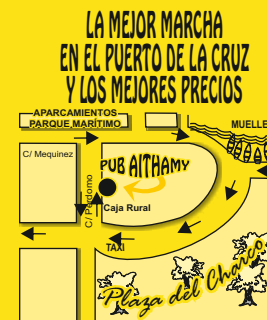 LA MEJOR MARCHA
EN EL PUERTO DE LA CRUZ
Y LOS MEJORES PRECIOS
APARCAMIENTOS
PARQUE MARÍTIMO
MUELLE
C/ Mequinez
PUB AITHAMY
C/ Perdomo
Caja Rural
TAXI
Plaza del Charco